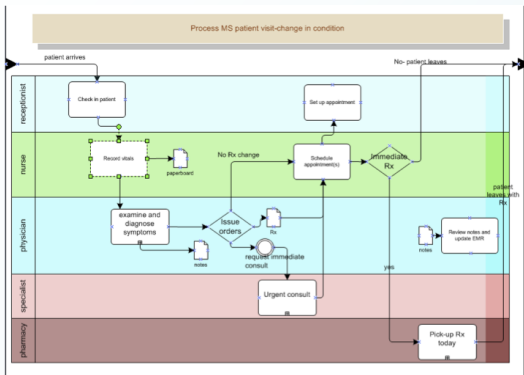 Process MS patient visit-change in condition
patient arrives
No- patient leaves
receptionist
Check in patient
Set up appointment
nurse
Record vitals
paperboard
No Rx change
Schedule
appointment(s)
Immediate
Rx
patient
leaves with
Rx
physician
examine and
diagnose
symptoms
notes
Issue
orders
Rx
request immediate
consult
notes
Review notes and
update EMR
yes
specialist
Urgent consult
pharmacy
Pick-up Rx
today